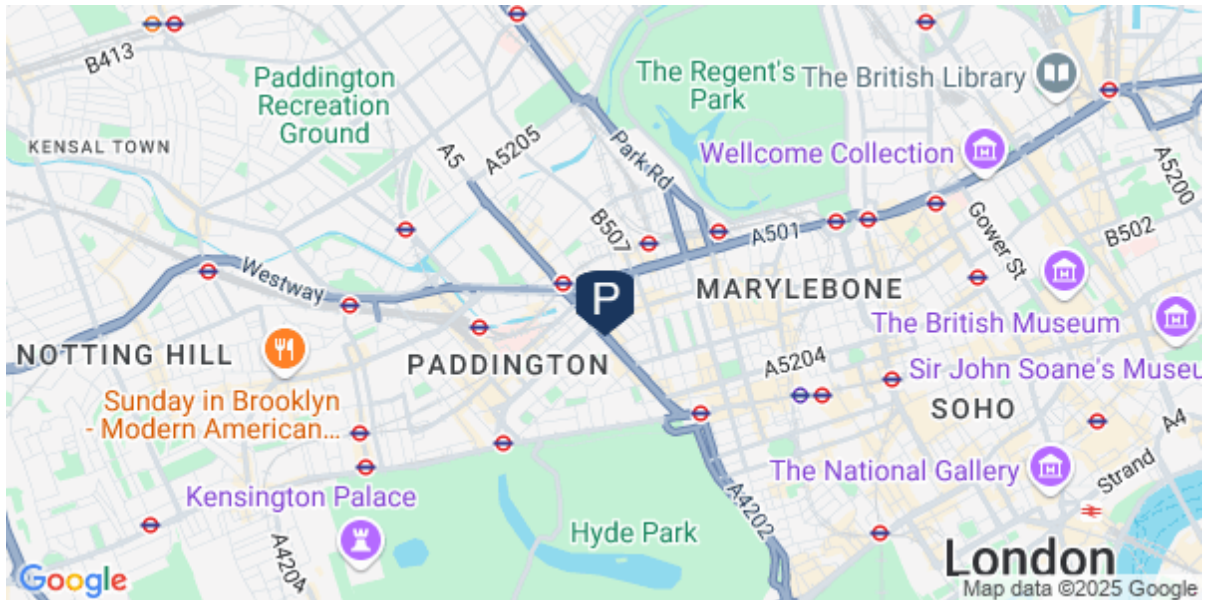 B413
Paddington
Recreation
Ground
The Regent's
Park
The British Library
KENSAL TOWN
A5
A5205
Park Rd
Wellcome Collection
A5200
B507
A501
Gower St
B502
Westway
P
MARYLEBONE
The British Museum
NOTTING HILL
PADDINGTON
A5204
Sir John Soane's Museu
Sunday in Brooklyn
- Modern American...
SOHO
A4
The National Gallery
Strand
Kensington Palace
A4202
Hyde Park
A4204
London
Google
Map data ©2025 Google